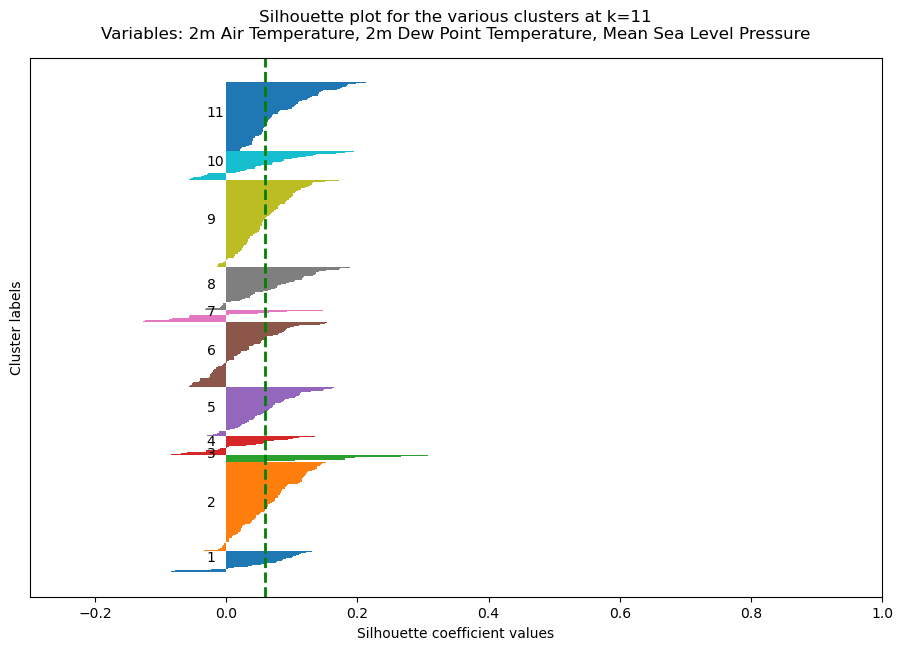 Silhouette plot for the various clusters at k=11
Variables: 2m Air Temperature, 2m Dew Point Temperature, Mean Sea Level Pressure
11
10
9
8
7
6
5
4
3
2
1
Cluster labels
−0.2 0.0 0.2 0.4 0.6 0.8 1.0
Silhouette coefficient values